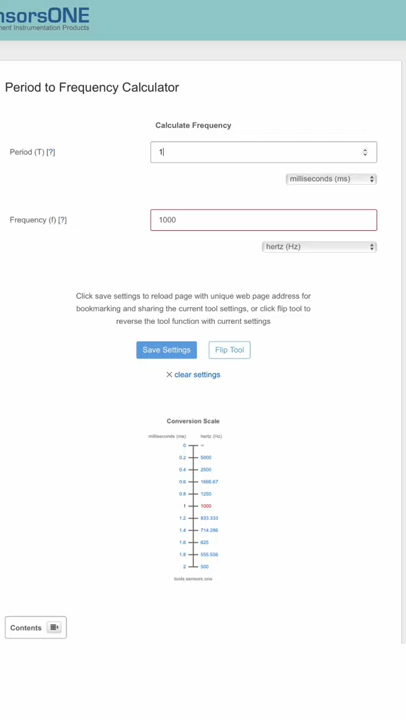 nsorsONE
ent Instrumentation Products
Period to Frequency Calculator
Calculate Frequency
Period (T) [?]
1
milliseconds (ms)
Frequency (f) [?]
1000
hertz (Hz)
Click save settings to reload page with unique web page address for
bookmarking and sharing the current tool settings, or click flip tool to
reverse the tool function with current settings
Save Settings Flip Tool
✕ clear settings
Conversion Scale
milliseconds (ms) hertz (Hz)
0 ∞
0.2 5000
0.4 2500
0.6 1666.67
0.8 1250
1 1000
1.2 833.333
1.4 714.286
1.6 625
1.8 555.556
2 500
tools.sensors.one
Contents